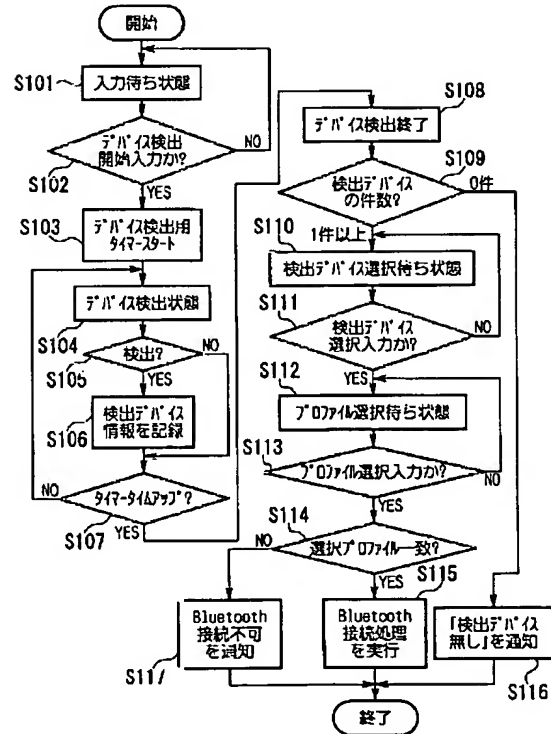 開始
S101
入力待ち状態
デバイス検出
開始入力か?
NO
S102
YES
S103
デバイス検出用
タイマースタート
デバイス検出状態
S104
検出?
NO
S105
YES
検出デバイス
情報を記録
S106
NO
タイマータイムアップ?
S107
YES
S108
デバイス検出終了
S109
検出デバイス
の件数?
0件
S110
1件以上
検出デバイス選択待ち状態
S111
検出デバイス
選択入力か?
NO
S112
YES
プロファイル選択待ち状態
S113
プロファイル選択入力か?
NO
YES
S114
NO
選択プロファイル一致?
YES
S115
Bluetooth
接続不可
を通知
S117
Bluetooth
接続処理
を実行
「検出デバイス
無し」を通知
S116
終了